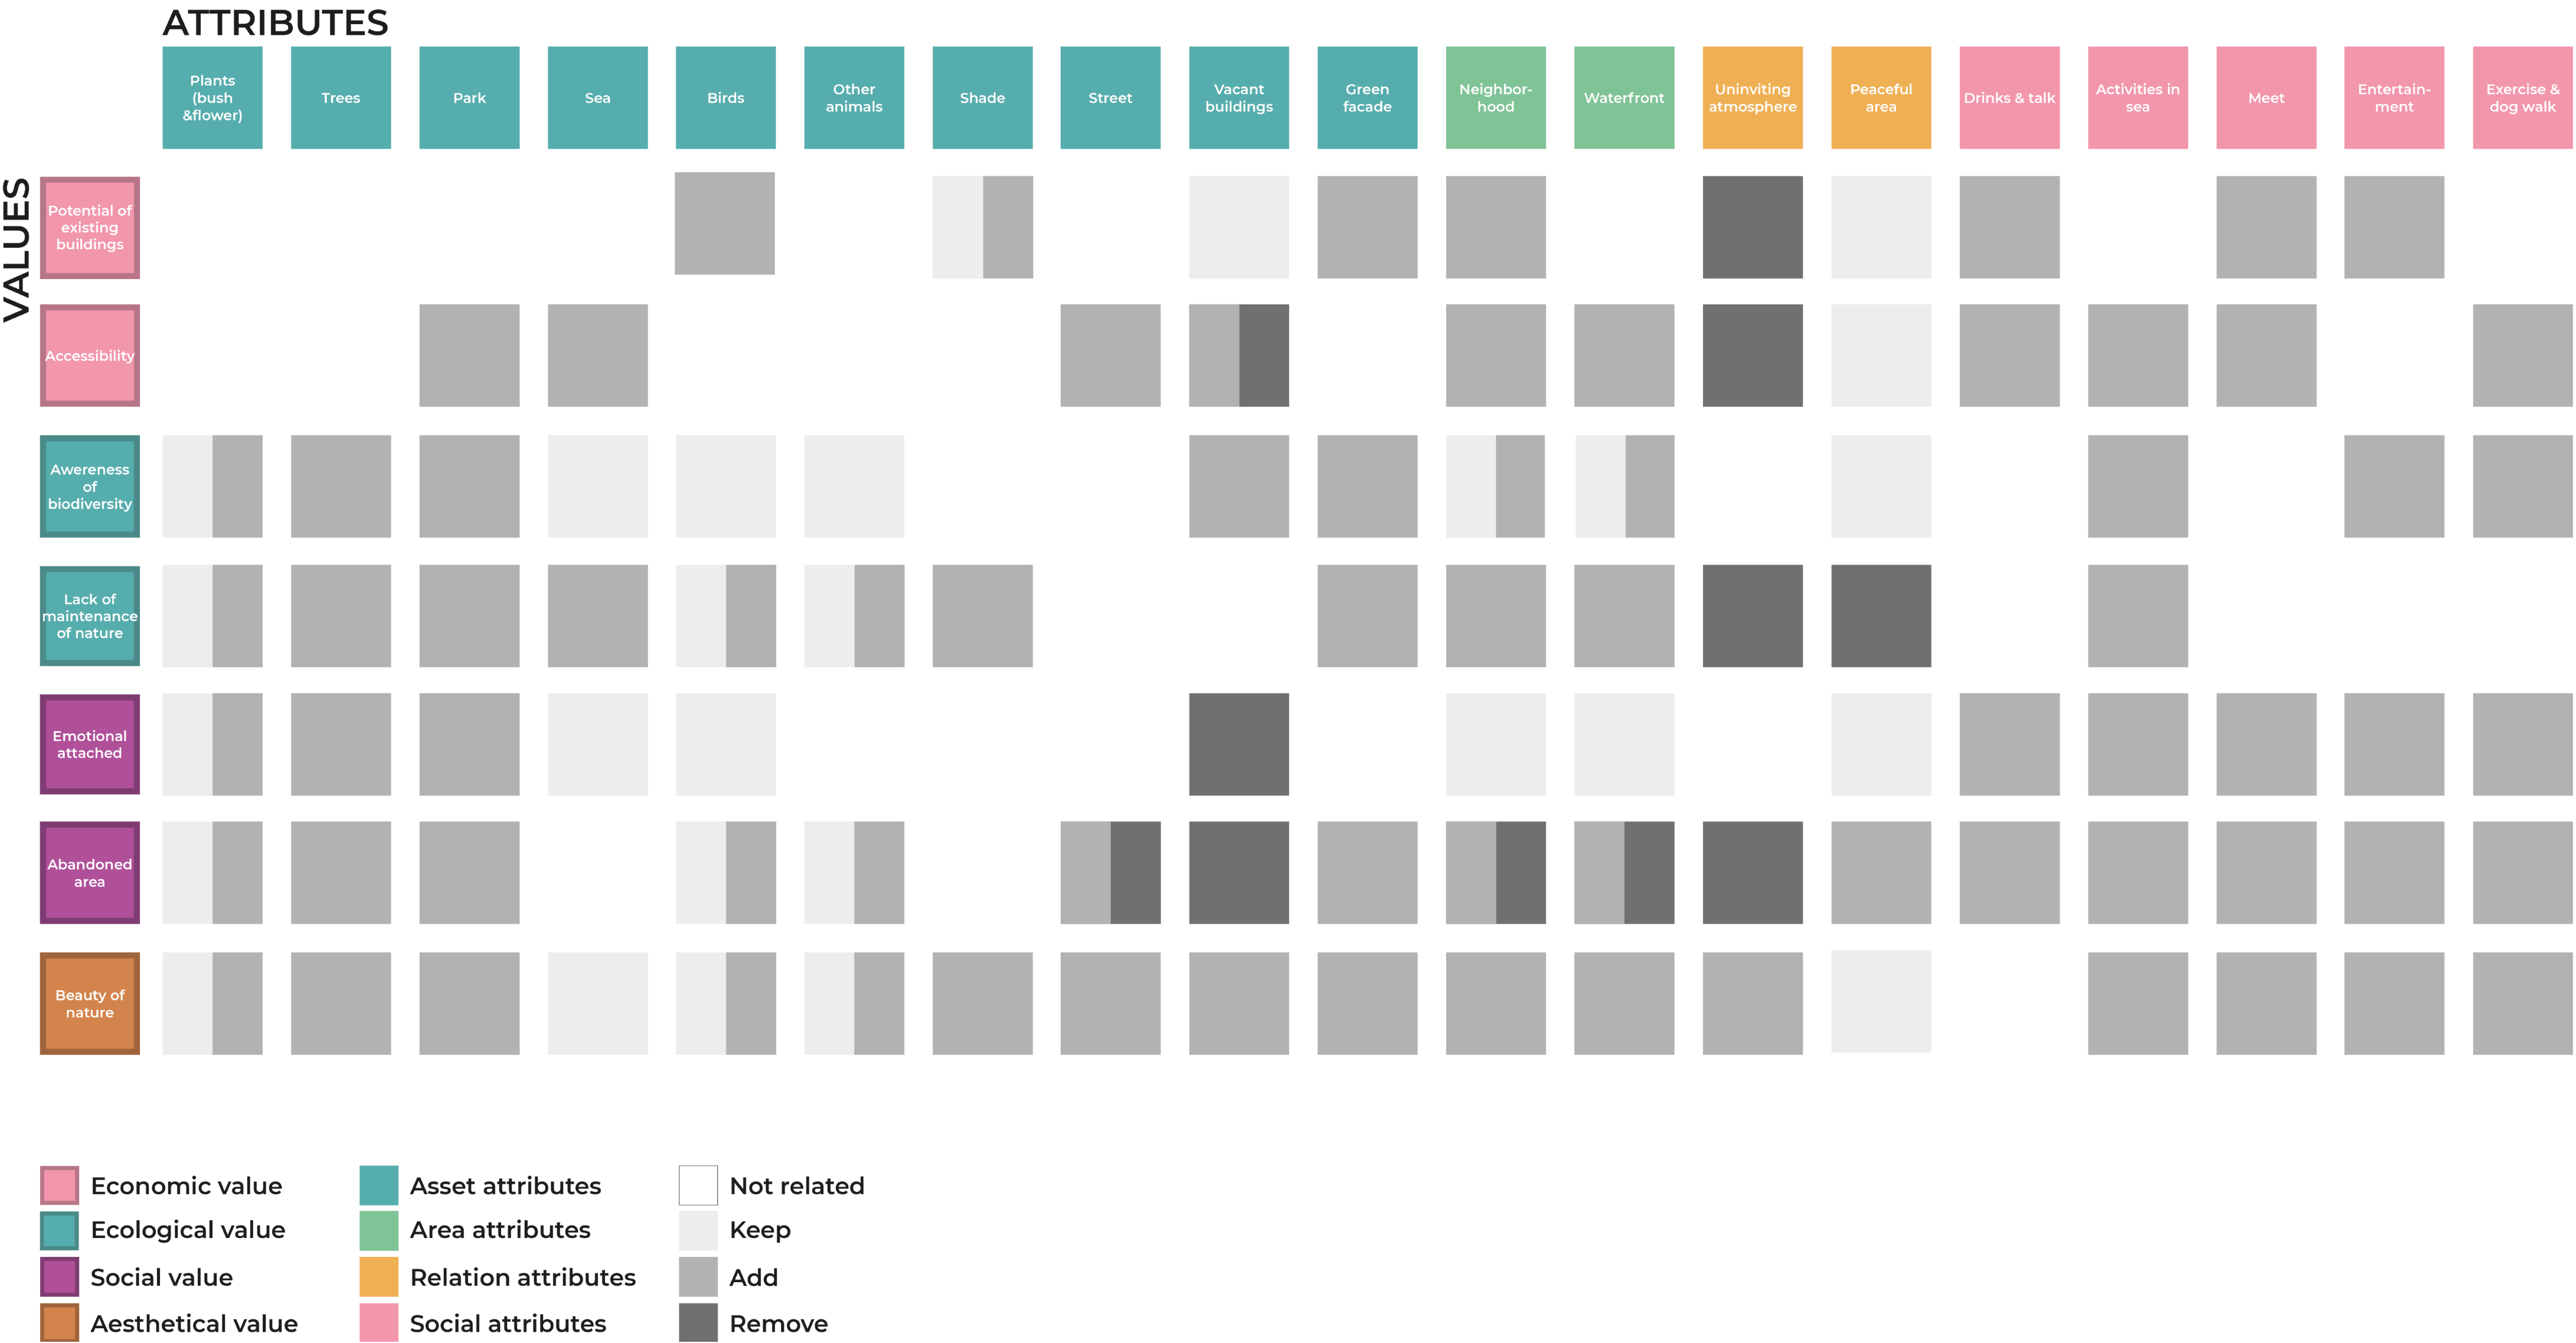 ATTRIBUTES
Plants
(bush
&flower)
Trees
Park
Sea
Birds
Other
animals
Shade
Street
Vacant
buildings
Green
facade
Neighbor-
hood
Waterfront
Uninviting
atmosphere
Peaceful
area
Drinks & talk
Activities in
sea
Meet
Entertain-
ment
Exercise &
dog walk
VALUES
Potential of
existing
buildings
Accessibility
Awereness
of
biodiversity
Lack of
maintenance
of nature
Emotional
attached
Abandoned
area
Beauty of
nature
Economic value
Ecological value
Social value
Aesthetical value
Asset attributes
Area attributes
Relation attributes
Social attributes
Not related
Keep
Add
Remove